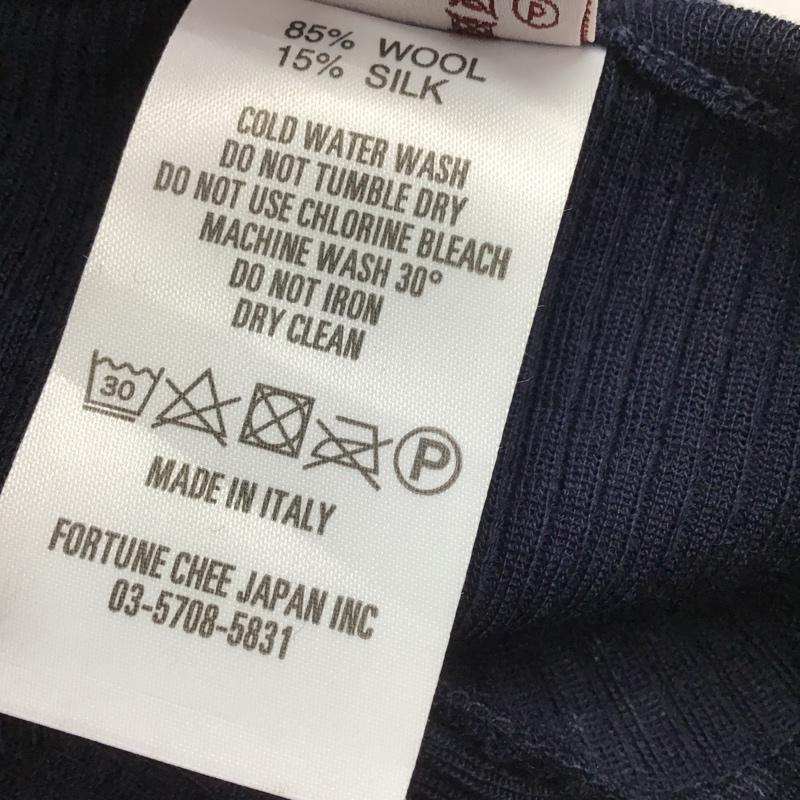 P
85% WOOL
15% SILK
COLD WATER WASH
DO NOT TUMBLE DRY
DO NOT USE CHLORINE BLEACH
MACHINE WASH 30°
DO NOT IRON
DRY CLEAN
30 P
MADE IN ITALY
FORTUNE CHEE JAPAN INC
03-5708-5831